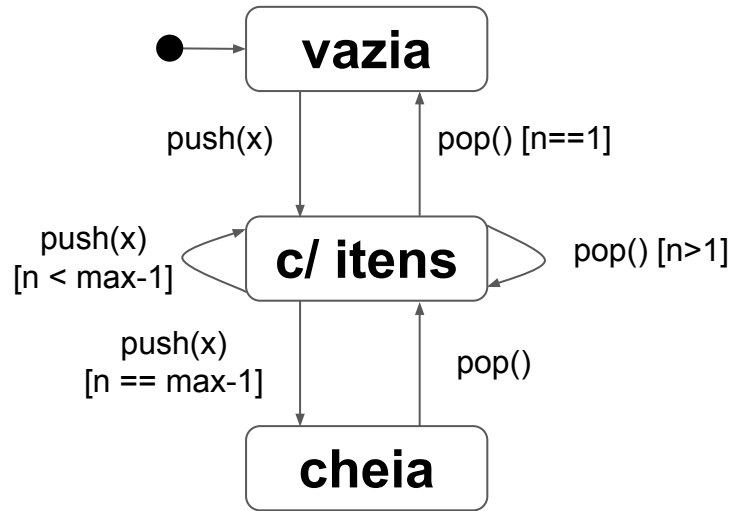 vazia
push(x)
pop() [n==1]
push(x)
[n < max-1]
c/ itens
pop() [n>1]
push(x)
[n == max-1]
pop()
cheia